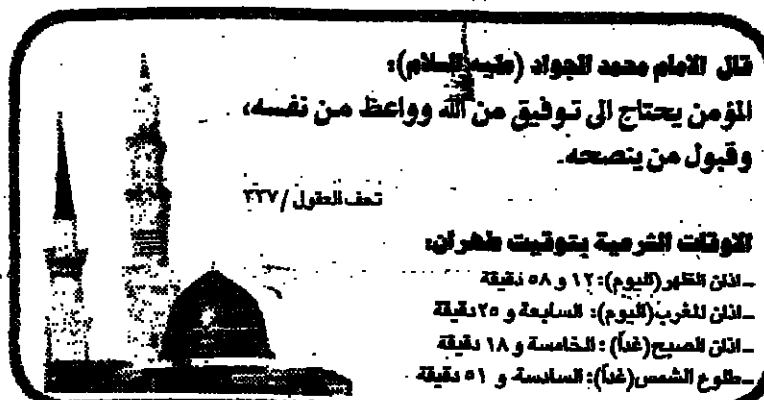 قال الامام محمد الجواد (عليه السلام):
المؤمن يحتاج الى توفيق من الله وواعظ من نفسه،
وقبول من ينصحه.
تحف العقول /٣٣٧
الاوقات الشرعية بتوقيت طهران:
ـ اذان الظهر (اليوم): ١٢ و ٥٨ دقيقة
ـ اذان المغرب (اليوم): السابعة و ٢٥ دقيقة
ـ اذان الصبح (غداً): الخامسة و ١٨ دقيقة
ـ طلوع الشمس (غداً): السادسة و ٥١ دقيقة